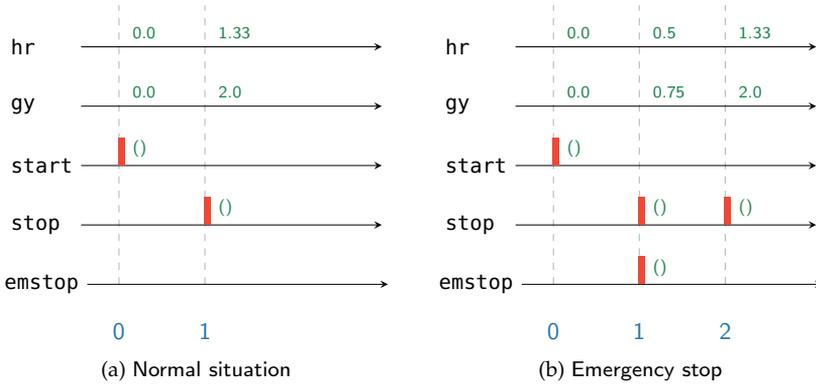 hr 0.0 1.33
gy 0.0 2.0
start ()
stop ()
emstop
0 1
(a) Normal situation
hr 0.0 0.5 1.33
gy 0.0 0.75 2.0
start ()
stop () ()
emstop ()
0 1 2
(b) Emergency stop